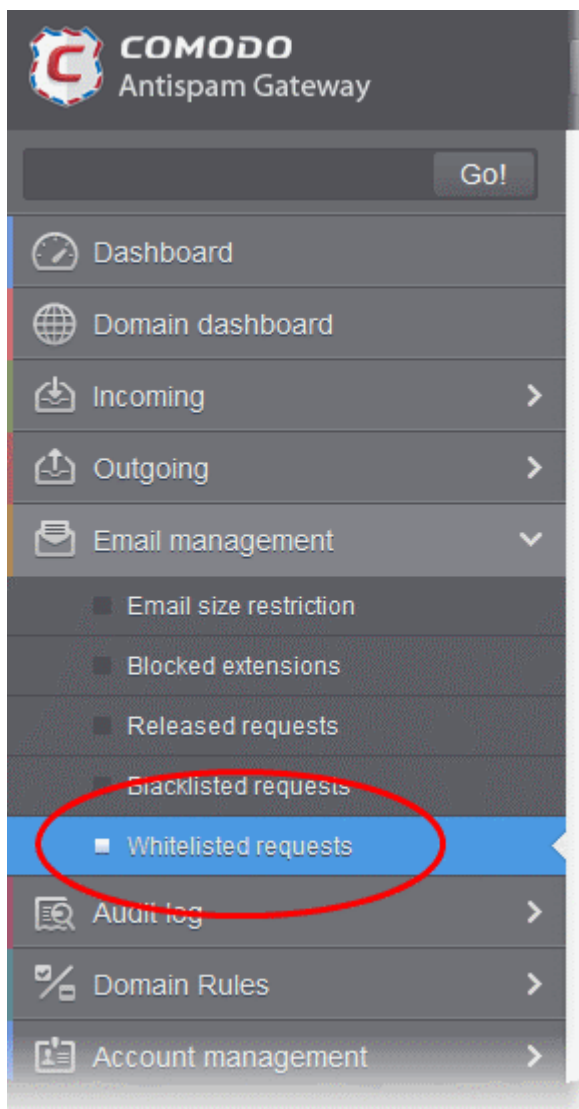 C
COMODO
Antispam Gateway
Go!
Dashboard
Domain dashboard
Incoming
Outgoing
Email management
Email size restriction
Blocked extensions
Released requests
Blacklisted requests
Whitelisted requests
Audit log
Domain Rules
Account management